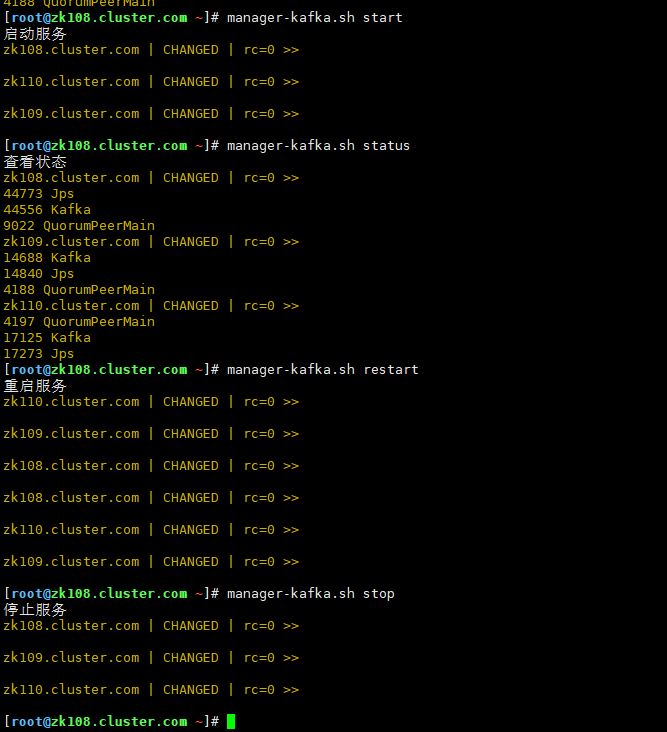 4188 QuorumPeerMain
[root@zk108.cluster.com ~]# manager-kafka.sh start
启动服务
zk108.cluster.com | CHANGED | rc=0 >>
zk110.cluster.com | CHANGED | rc=0 >>
zk109.cluster.com | CHANGED | rc=0 >>
[root@zk108.cluster.com ~]# manager-kafka.sh status
查看状态
zk108.cluster.com | CHANGED | rc=0 >>
44773 Jps
44556 Kafka
9022 QuorumPeerMain
zk109.cluster.com | CHANGED | rc=0 >>
14688 Kafka
14840 Jps
4188 QuorumPeerMain
zk110.cluster.com | CHANGED | rc=0 >>
4197 QuorumPeerMain
17125 Kafka
17273 Jps
[root@zk108.cluster.com ~]# manager-kafka.sh restart
重启服务
zk110.cluster.com | CHANGED | rc=0 >>
zk109.cluster.com | CHANGED | rc=0 >>
zk108.cluster.com | CHANGED | rc=0 >>
zk108.cluster.com | CHANGED | rc=0 >>
zk110.cluster.com | CHANGED | rc=0 >>
zk109.cluster.com | CHANGED | rc=0 >>
[root@zk108.cluster.com ~]# manager-kafka.sh stop
停止服务
zk108.cluster.com | CHANGED | rc=0 >>
zk109.cluster.com | CHANGED | rc=0 >>
zk110.cluster.com | CHANGED | rc=0 >>
[root@zk108.cluster.com ~]#